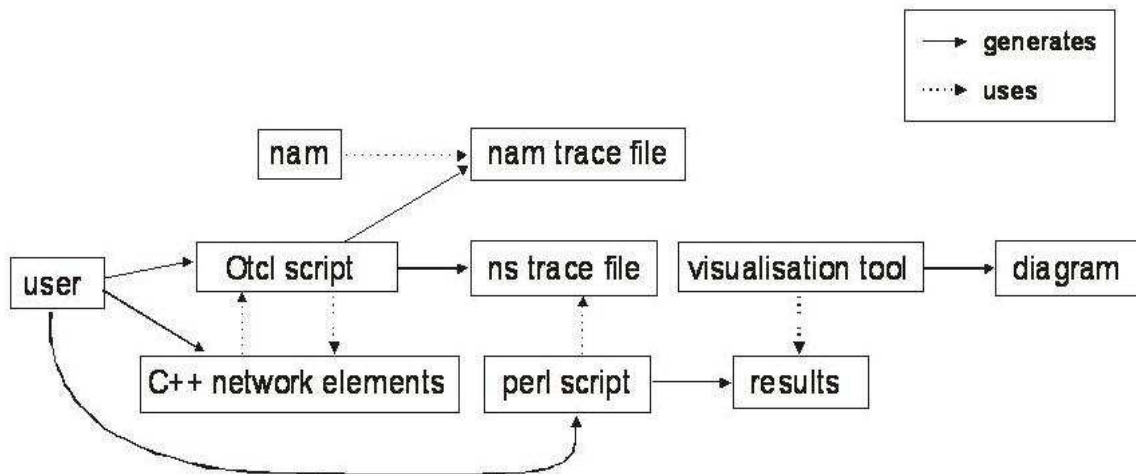 generates
uses
nam
nam trace file
user
Otcl script
ns trace file
visualisation tool
diagram
C++ network elements
perl script
results